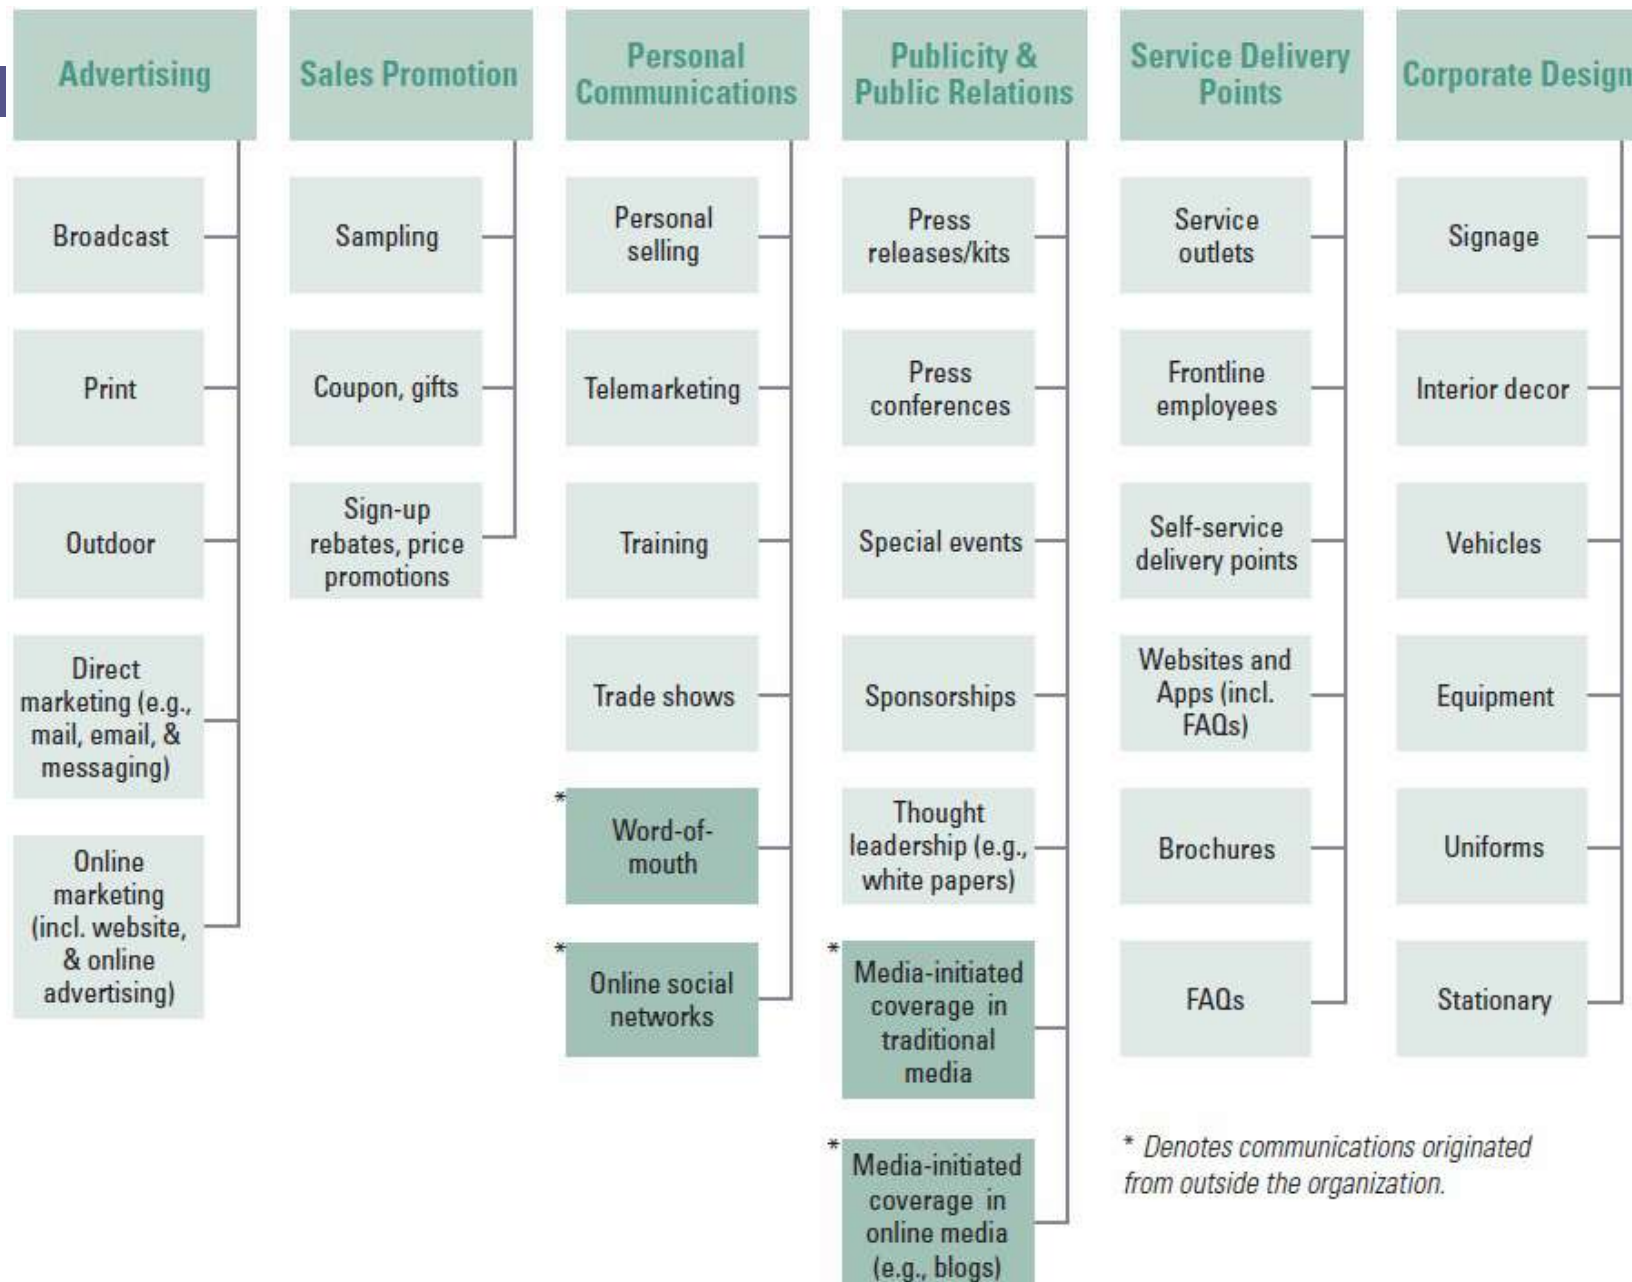 Advertising
Sales Promotion
Personal
Communications
Publicity &
Public Relations
Service Delivery
Points
Corporate Design
Broadcast
Print
Outdoor
Direct
marketing (e.g.,
mail, email, &
messaging)
Online
marketing
(incl. website,
& online
advertising)
Sampling
Coupon, gifts
Sign-up
rebates, price
promotions
Personal
selling
Telemarketing
Training
Trade shows
*
Word-of-
mouth
*
Online social
networks
Press
releases/kits
Press
conferences
Special events
Sponsorships
Thought
leadership (e.g.,
white papers)
*
Media-initiated
coverage in
traditional
media
*
Media-initiated
coverage in
online media
(e.g., blogs)
Service
outlets
Frontline
employees
Self-service
delivery points
Websites and
Apps (incl.
FAQs)
Brochures
FAQs
Signage
Interior decor
Vehicles
Equipment
Uniforms
Stationary
* Denotes communications originated
from outside the organization.